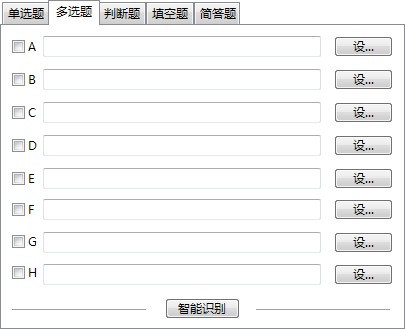 单选题 多选题 判断题 填空题 简答题
A 设...
B 设...
C 设...
D 设...
E 设...
F 设...
G 设...
H 设...
智能识别